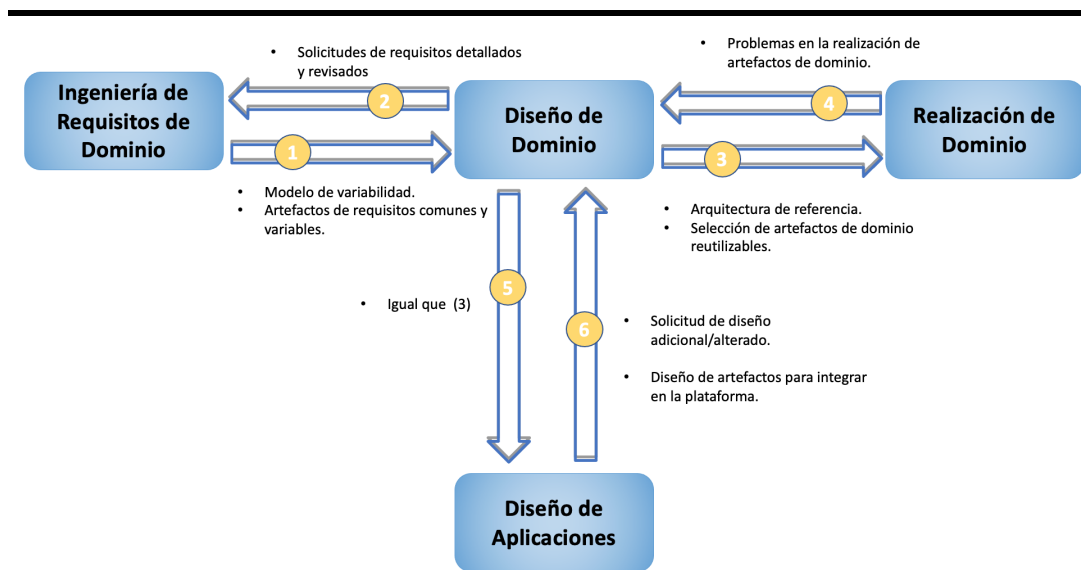 • Solicitudes de requisitos detallados
y revisados
• Problemas en la realización de
artefactos de dominio.
Ingeniería de
Requisitos de
Dominio
2
Diseño de
Dominio
4
Realización de
Dominio
1
3
• Modelo de variabilidad.
• Artefactos de requisitos comunes y
variables.
• Arquitectura de referencia.
• Selección de artefactos de dominio
reutilizables.
5
• Igual que (3)
6
• Solicitud de diseño
adicional/alterado.
• Diseño de artefactos para integrar
en la plataforma.
Diseño de
Aplicaciones